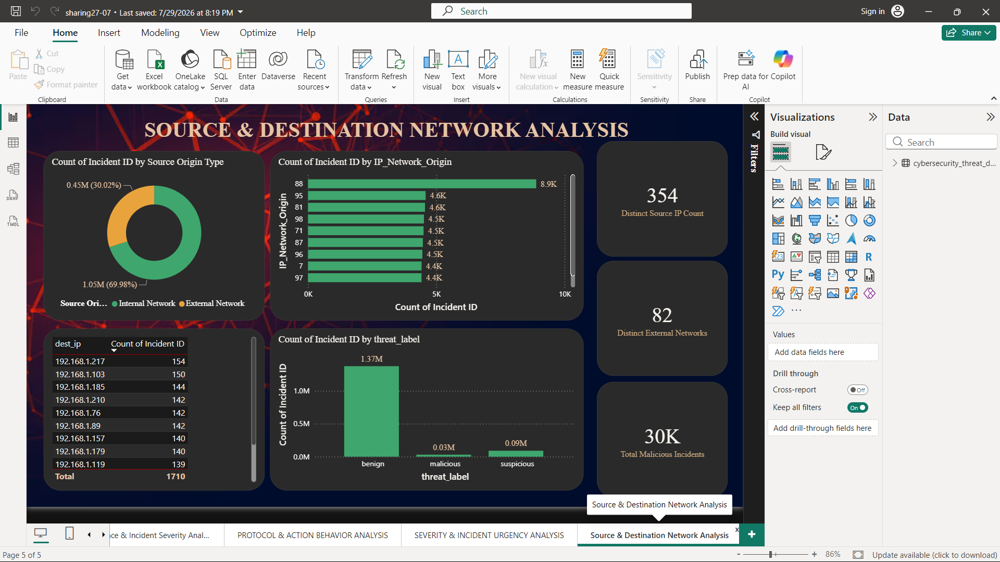 sharing27-07 • Last saved: 7/29/2026 at 8:19 PM
Search
Sign in
File
Home
Insert
Modeling
View
Optimize
Help
Share
Paste
Cut
Copy
Format painter
Clipboard
Get data
Excel workbook
OneLake catalog
SQL Server
Enter data
Dataverse
Recent sources
Data
Transform data
Refresh
Queries
New visual
Text box
More visuals
Insert
New visual calculation
New measure
Quick measure
Calculations
Sensitivity
Sensitivity
Publish
Share
Prep data for AI
Copilot
Copilot
DAX
TMDL
SOURCE & DESTINATION NETWORK ANALYSIS
Count of Incident ID by Source Origin Type
0.45M (30.02%)
1.05M (69.98%)
Source Ori...
Internal Network
External Network
Count of Incident ID by IP_Network_Origin
IP_Network_Origin
88 8.9K
95 4.6K
81 4.6K
98 4.5K
71 4.5K
87 4.5K
96 4.5K
7 4.4K
97 4.4K
0K 5K 10K
Count of Incident ID
354
Distinct Source IP Count
82
Distinct External Networks
30K
Total Malicious Incidents
dest_ip Count of Incident ID
192.168.1.217 154
192.168.1.103 150
192.168.1.185 144
192.168.1.210 142
192.168.1.76 142
192.168.1.89 142
192.168.1.157 140
192.168.1.179 140
192.168.1.119 139
Total 1710
Count of Incident ID by threat_label
Count of Incident ID
1.0M
0.5M
0.0M
1.37M
0.03M
0.09M
benign
malicious
suspicious
threat_label
Filters
Visualizations
Build visual
123
R
Py
Values
Add data fields here
Drill through
Cross-report
Off
Keep all filters
On
Add drill-through fields here
Data
Search
cybersecurity_threat_d...
Source & Destination Network Analysis
ce & Incident Severity Anal...
PROTOCOL & ACTION BEHAVIOR ANALYSIS
SEVERITY & INCIDENT URGENCY ANALYSIS
Source & Destination Network Analysis
x
Page 5 of 5
- + 86%
Update available (click to download)